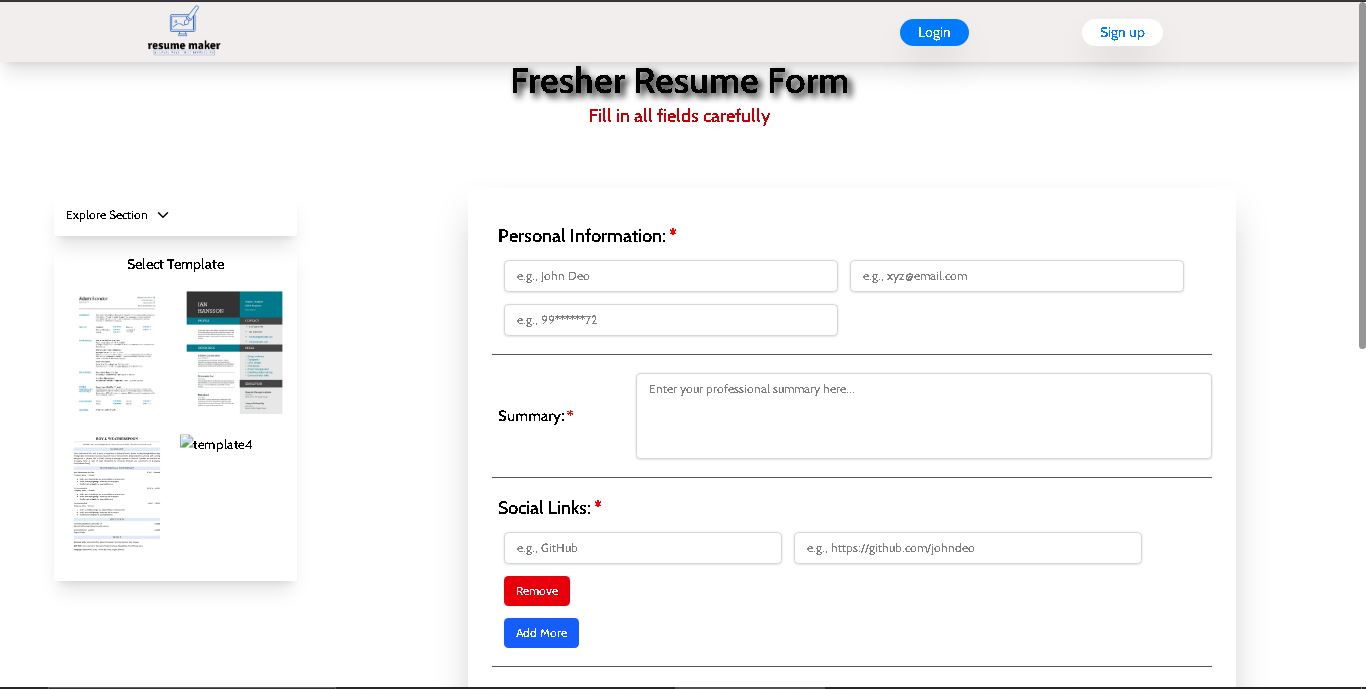 resume maker
Login
Sign up
Fresher Resume Form
Fill in all fields carefully
Explore Section
Select Template
IAN
HANSSON
template4
Personal Information: *
e.g., John Deo
e.g., xyz@email.com
e.g., 99******72
Summary: *
Enter your professional summary here...
Social Links: *
e.g., GitHub
e.g., https://github.com/johndeo
Remove
Add More